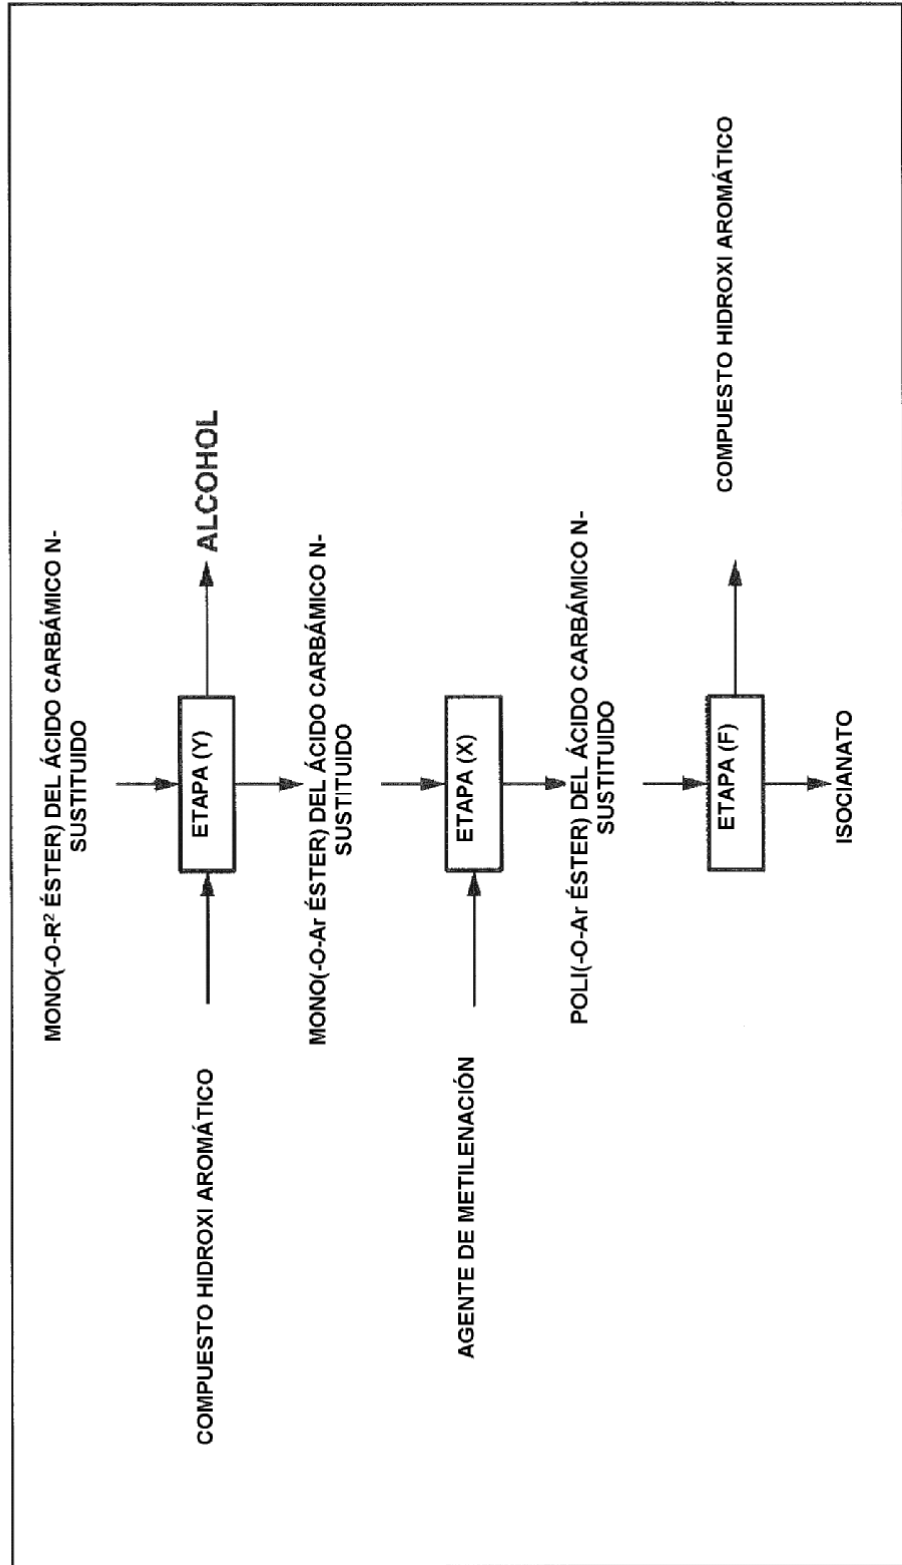 MONO(-O-R² ÉSTER) DEL ÁCIDO CARBÁMICO N-
SUSTITUIDO
COMPUESTO HIDROXI AROMÁTICO
ETAPA (Y)
ALCOHOL
MONO(-O-Ar ÉSTER) DEL ÁCIDO CARBÁMICO N-
SUSTITUIDO
AGENTE DE METILENACIÓN
ETAPA (X)
POLI(-O-Ar ÉSTER) DEL ÁCIDO CARBÁMICO N-
SUSTITUIDO
ETAPA (F)
COMPUESTO HIDROXI AROMÁTICO
ISOCIANATO